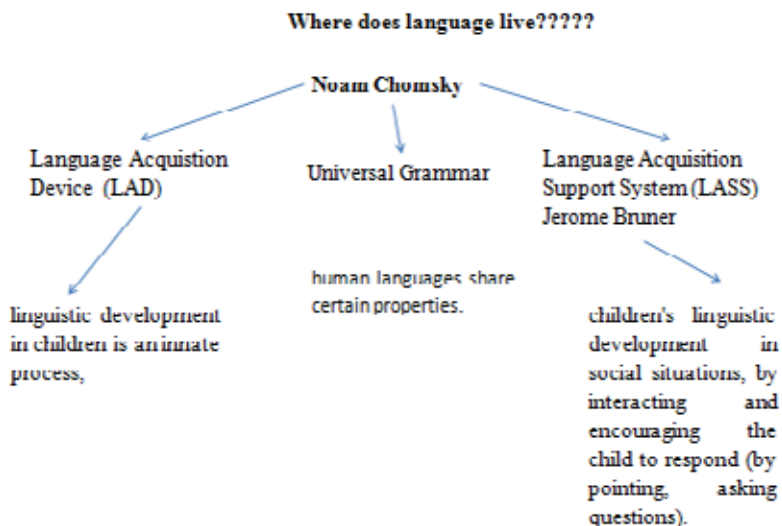 Where does language live?????
Noam Chomsky
Language Acquistion
Device (LAD)
Universal Grammar
Language Acquisition
Support System (LASS)
Jerome Bruner
linguistic development
in children is an innate
process,
human languages share
certain properties.
children's linguistic
development in
social situations, by
interacting and
encouraging the
child to respond (by
pointing, asking
questions).